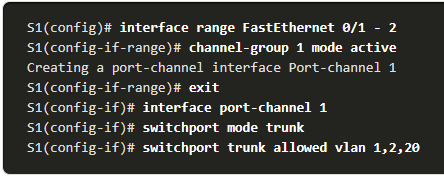 S1(config)# interface range FastEthernet 0/1 - 2
S1(config-if-range)# channel-group 1 mode active
Creating a port-channel interface Port-channel 1
S1(config-if-range)# exit
S1(config-if)# interface port-channel 1
S1(config-if)# switchport mode trunk
S1(config-if)# switchport trunk allowed vlan 1,2,20